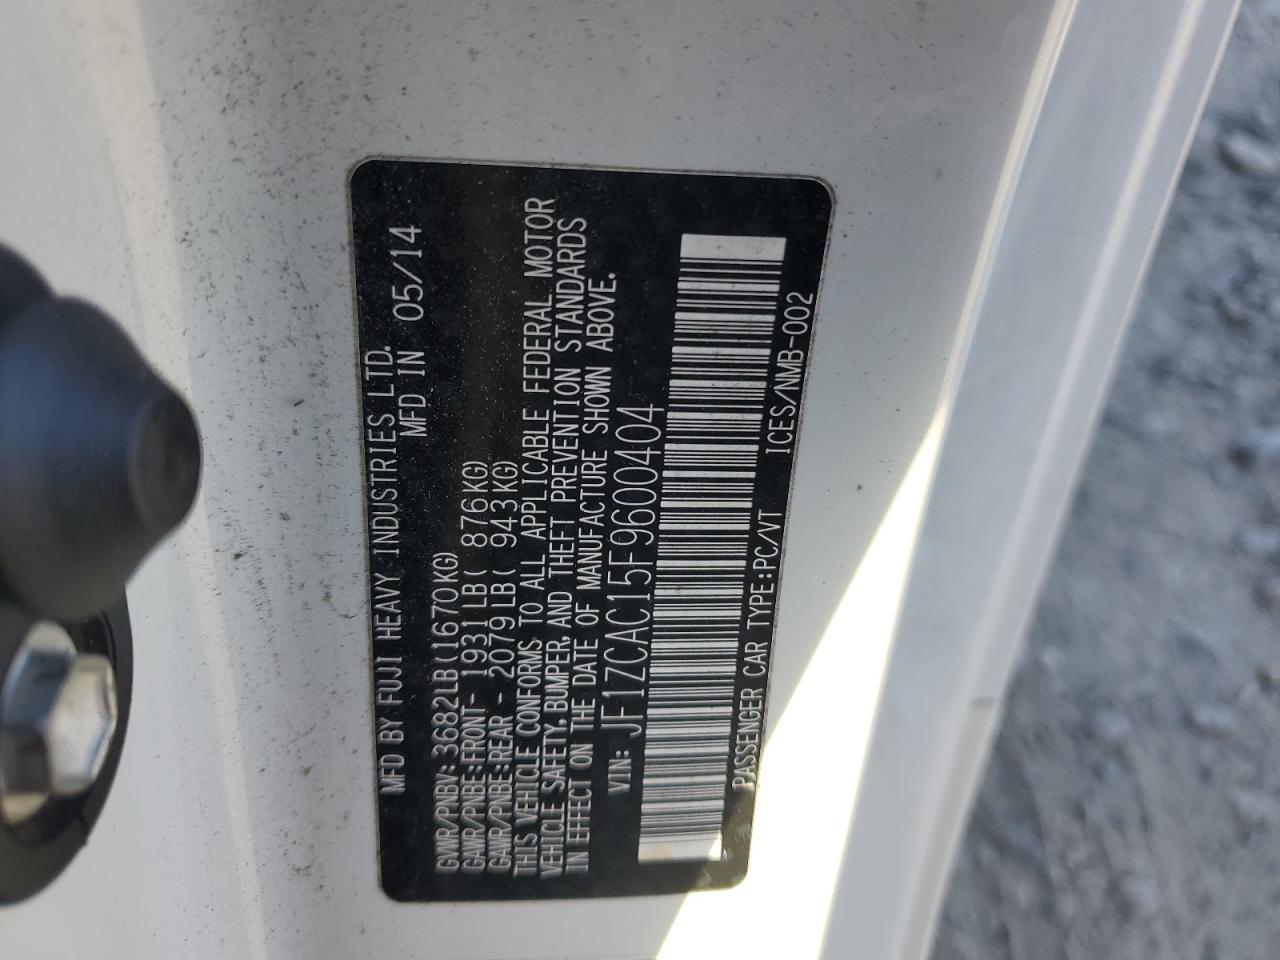 MFD BY FUJI HEAVY INDUSTRIES LTD.
MFD IN 05/14
GVWR/PNBV: 3682LB(1670KG)
GAWR/PNBE:FRONT- 1931LB( 876KG)
GAWR/PNBE:REAR - 2079LB( 943KG)
THIS VEHICLE CONFORMS TO ALL APPLICABLE FEDERAL MOTOR
VEHICLE SAFETY, BUMPER, AND THEFT PREVENTION STANDARDS
IN EFFECT ON THE DATE OF MANUFACTURE SHOWN ABOVE.
VIN: JF1ZCAC15F9600404
PASSENGER CAR TYPE:PC/VT ICES/NMB-002